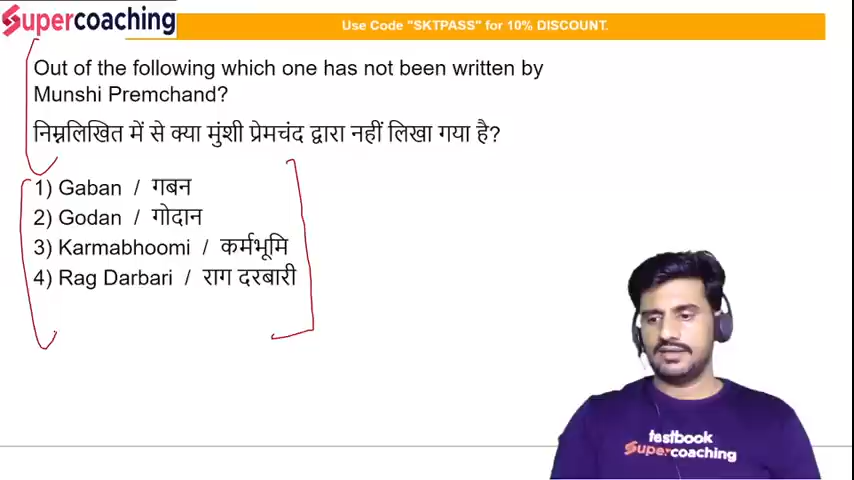 Supercoaching
Use Code "SKTPASS" for 10% DISCOUNT.
Out of the following which one has not been written by
Munshi Premchand?
निम्नलिखित में से क्या मुंशी प्रेमचंद द्वारा नहीं लिखा गया है?
1) Gaban / गबन
2) Godan / गोदान
3) Karmabhoomi / कर्मभूमि
4) Rag Darbari / राग दरबारी
testbook
Supercoaching